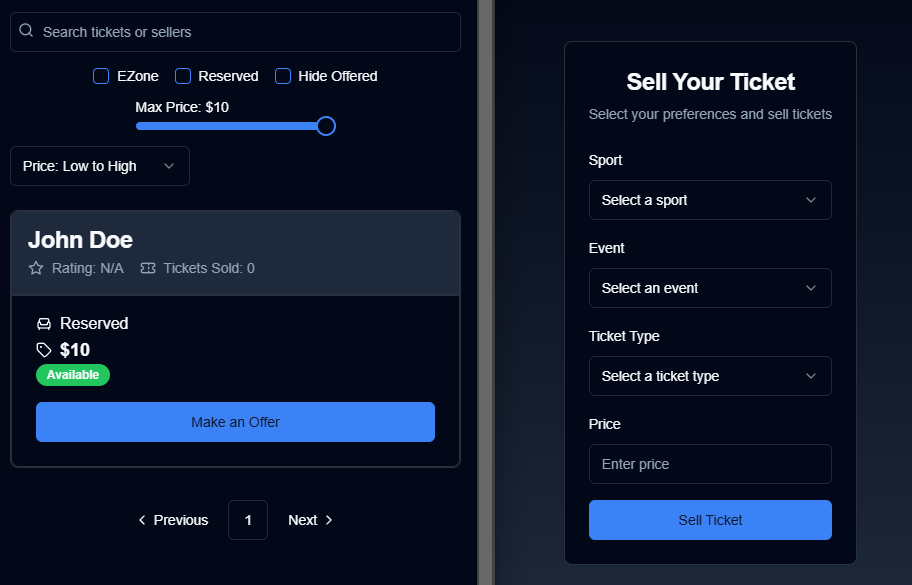 Search tickets or sellers
EZone Reserved Hide Offered
Max Price: $10
Price: Low to High
John Doe
Rating: N/A Tickets Sold: 0
Reserved
$10
Available
Make an Offer
Previous 1 Next
Sell Your Ticket
Select your preferences and sell tickets
Sport
Select a sport
Event
Select an event
Ticket Type
Select a ticket type
Price
Enter price
Sell Ticket